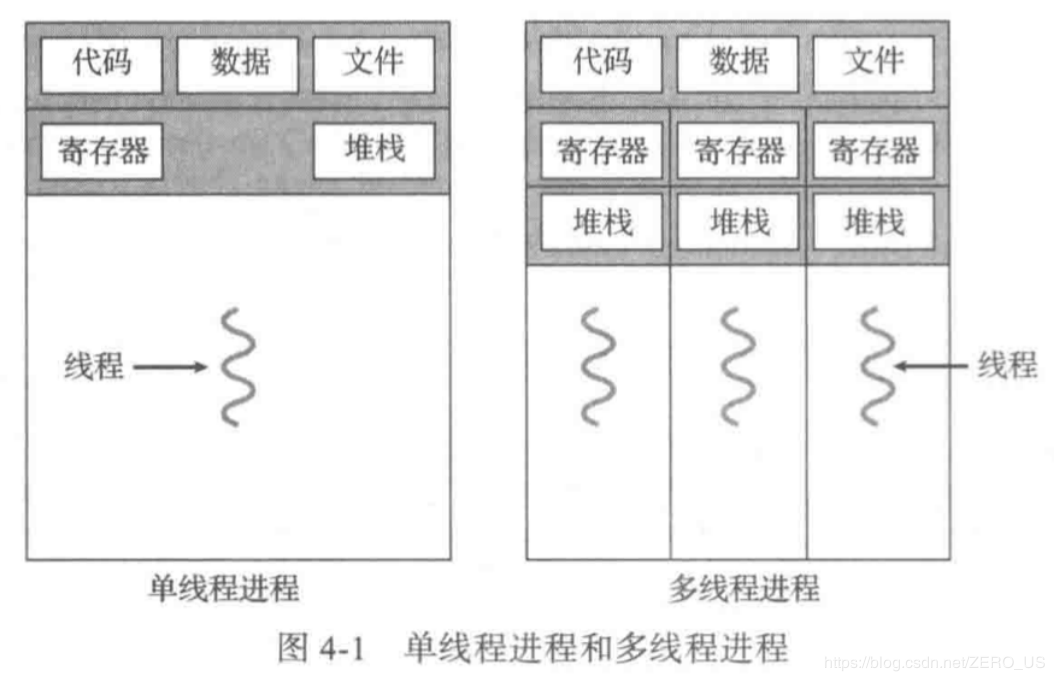 代码 数据 文件 代码 数据 文件
寄存器 堆栈 寄存器 寄存器 寄存器
堆栈 堆栈 堆栈
线程 线程
单线程进程 多线程进程
图 4-1 单线程进程和多线程进程
https://blog.csdn.net/ZERO_US